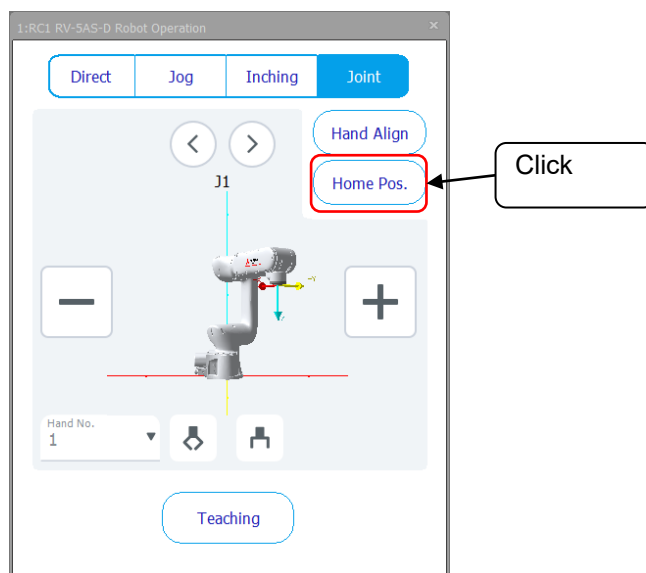 1:RC1 RV-5AS-D Robot Operation
Direct
Jog
Inching
Joint
Hand Align
Home Pos.
Click
J1
Hand No.
1
Teaching